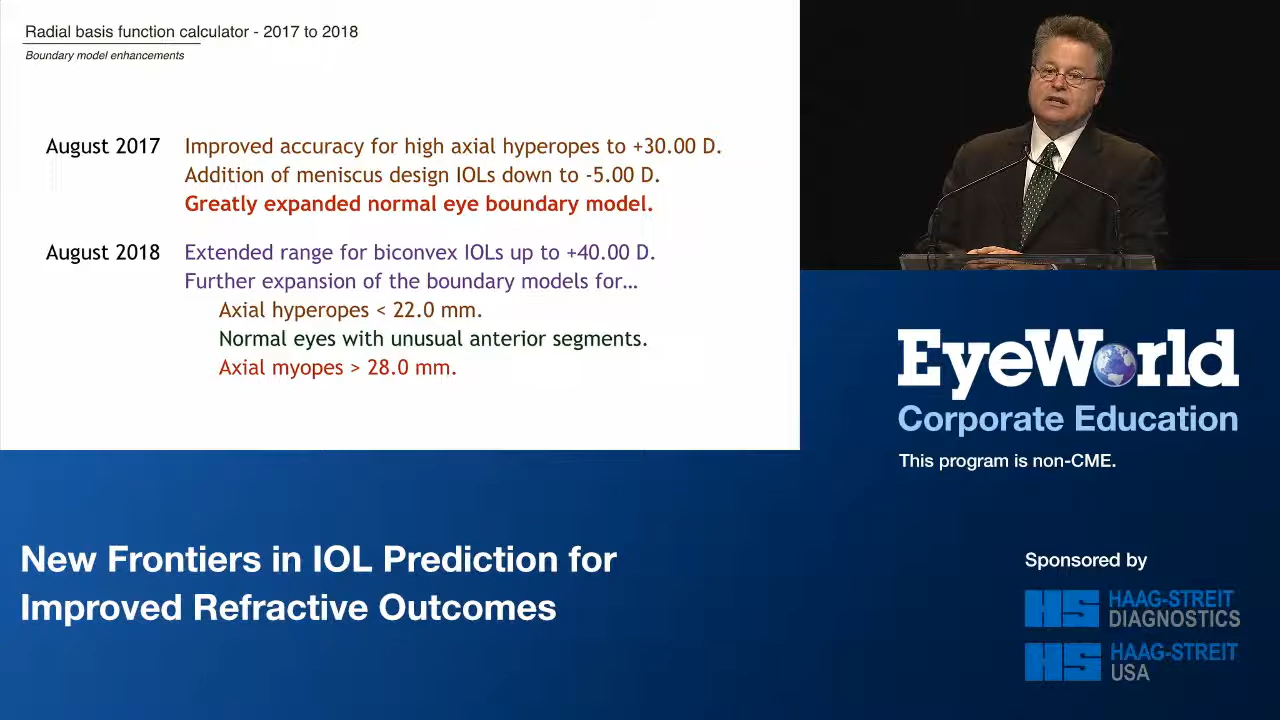 Radial basis function calculator - 2017 to 2018
Boundary model enhancements
August 2017 Improved accuracy for high axial hyperopes to +30.00 D.
Addition of meniscus design IOLs down to -5.00 D.
Greatly expanded normal eye boundary model.
August 2018 Extended range for biconvex IOLs up to +40.00 D.
Further expansion of the boundary models for…
Axial hyperopes < 22.0 mm.
Normal eyes with unusual anterior segments.
Axial myopes > 28.0 mm.
EyeWorld
Corporate Education
This program is non-CME.
New Frontiers in IOL Prediction for
Improved Refractive Outcomes
Sponsored by
HS HAAG-STREIT
DIAGNOSTICS
HS HAAG-STREIT
USA